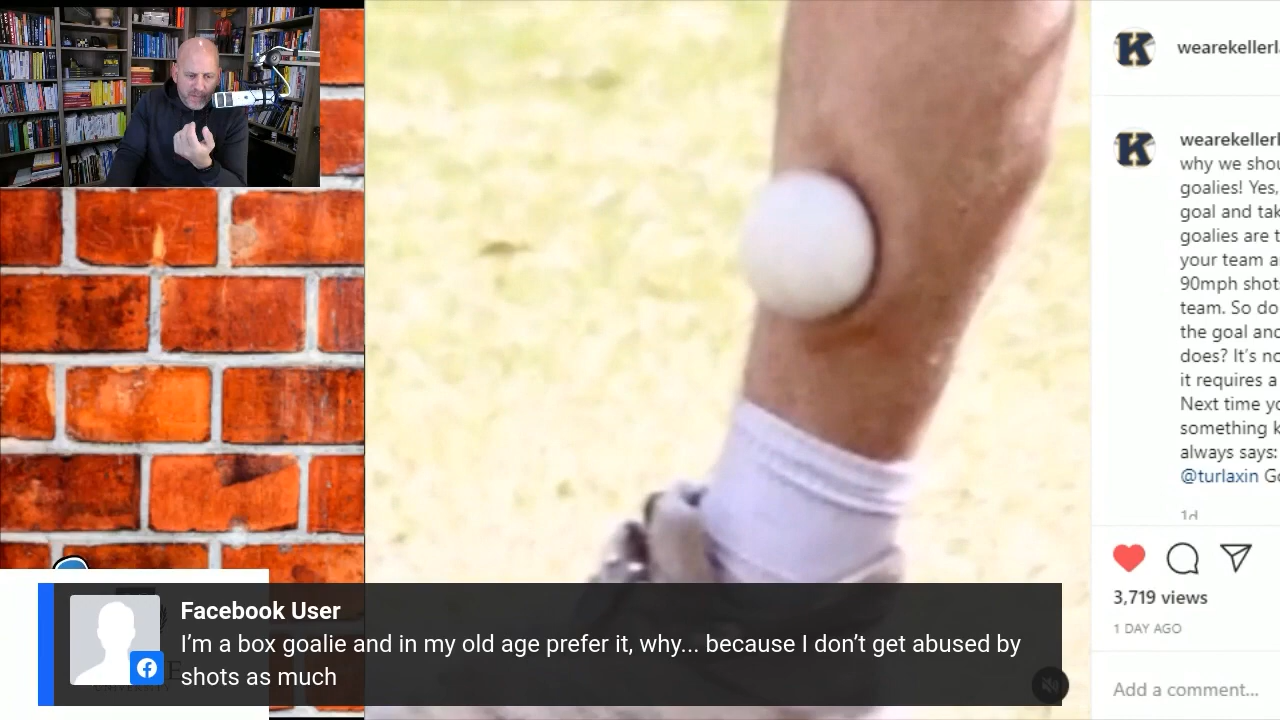 K wearekellerl
K wearekellerl
why we shou
goalies! Yes,
goal and tak
goalies are t
your team a
90mph shots
team. So do
the goal and
does? It's no
it requires a
Next time yo
something k
always says:
@turlaxin Go
1d
3,719 views
1 DAY AGO
Add a comment...
Facebook User
I'm a box goalie and in my old age prefer it, why... because I don't get abused by
shots as much
UNIVERSITY